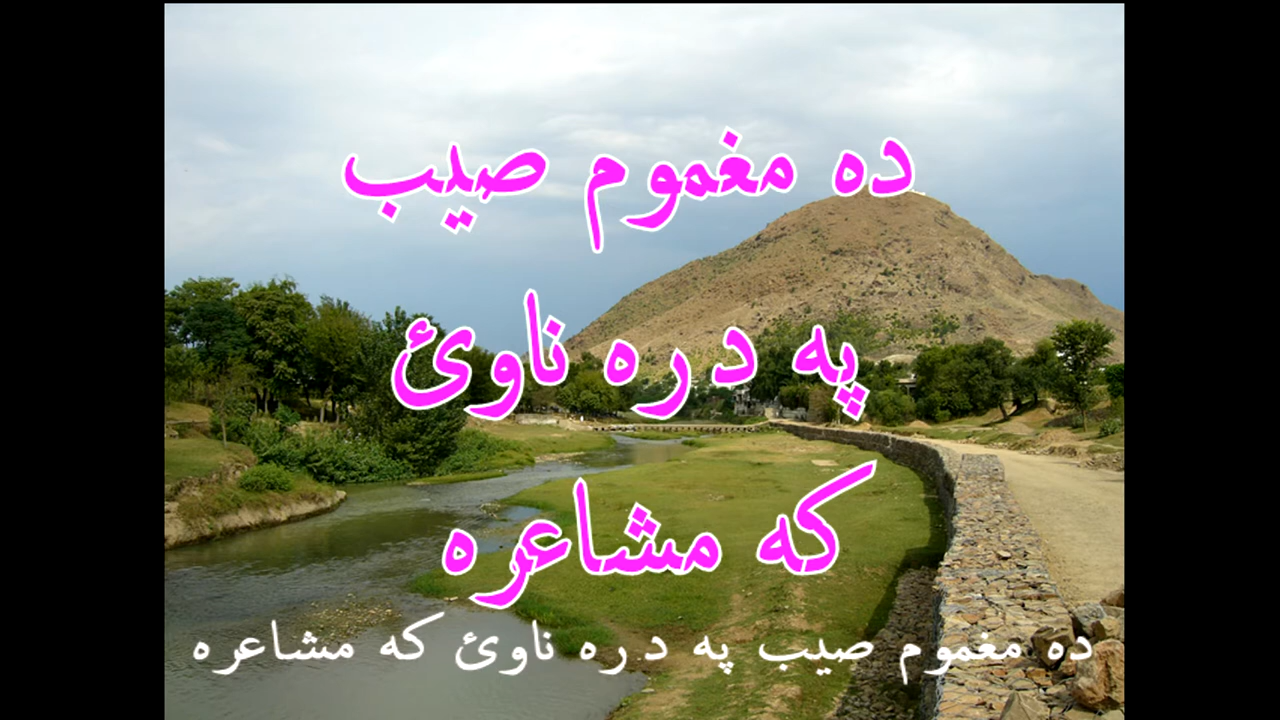 ده مغموم صیب
په دره ناوئ
که مشاعره
ده مغموم صیب په دره ناوئ که مشاعره